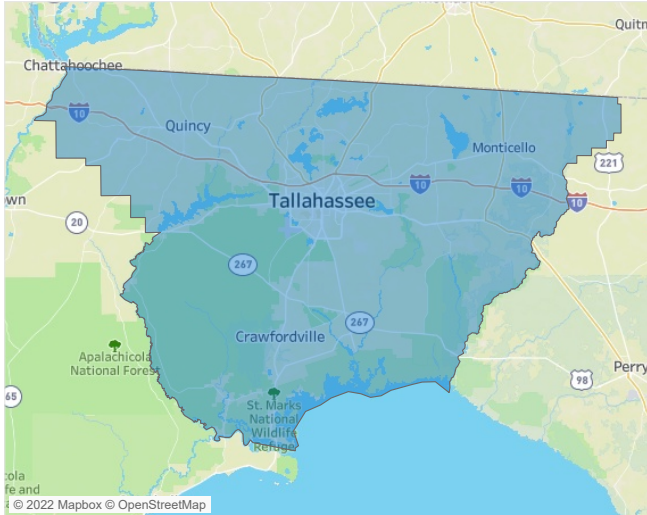 Quitm
Chattahoochee
10
Quincy
Monticello
221
10
10
10
own
Tallahassee
20
267
267
Crawfordville
Apalachicola
National Forest
Perry
98
65
St. Marks
National
Wildlife
Refuge
cola
fe and
© 2022 Mapbox © OpenStreetMap